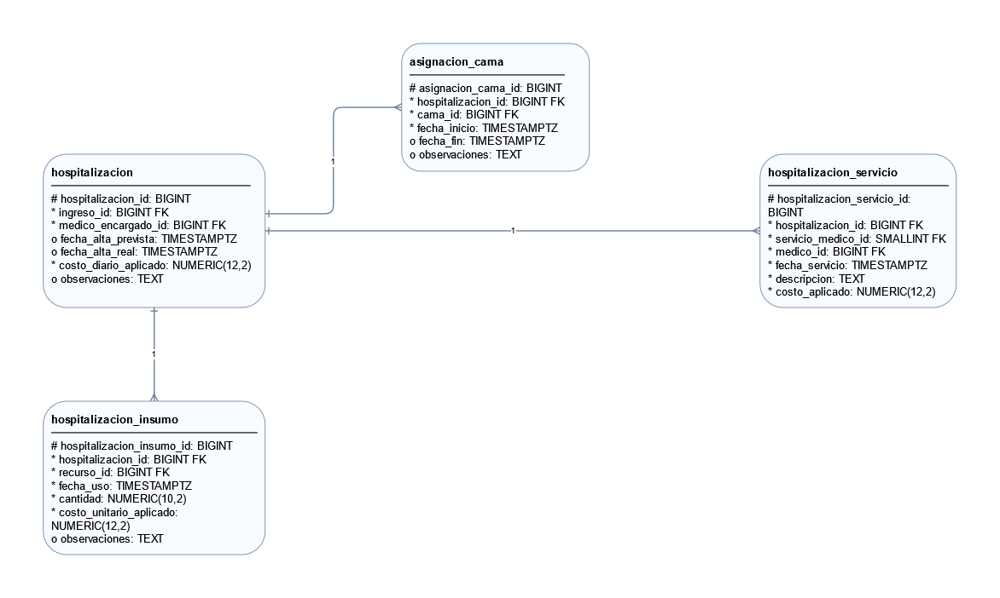 asignacion_cama
# asignacion_cama_id: BIGINT
* hospitalizacion_id: BIGINT FK
* cama_id: BIGINT FK
* fecha_inicio: TIMESTAMPTZ
o fecha_fin: TIMESTAMPTZ
o observaciones: TEXT
1
hospitalizacion
# hospitalizacion_id: BIGINT
* ingreso_id: BIGINT FK
* medico_encargado_id: BIGINT FK
o fecha_alta_prevista: TIMESTAMPTZ
o fecha_alta_real: TIMESTAMPTZ
* costo_diario_aplicado: NUMERIC(12,2)
o observaciones: TEXT
1
hospitalizacion_servicio
# hospitalizacion_servicio_id:
BIGINT
* hospitalizacion_id: BIGINT FK
* servicio_medico_id: SMALLINT FK
* medico_id: BIGINT FK
* fecha_servicio: TIMESTAMPTZ
* descripcion: TEXT
* costo_aplicado: NUMERIC(12,2)
1
hospitalizacion_insumo
# hospitalizacion_insumo_id: BIGINT
* hospitalizacion_id: BIGINT FK
* recurso_id: BIGINT FK
* fecha_uso: TIMESTAMPTZ
* cantidad: NUMERIC(10,2)
* costo_unitario_aplicado:
NUMERIC(12,2)
o observaciones: TEXT